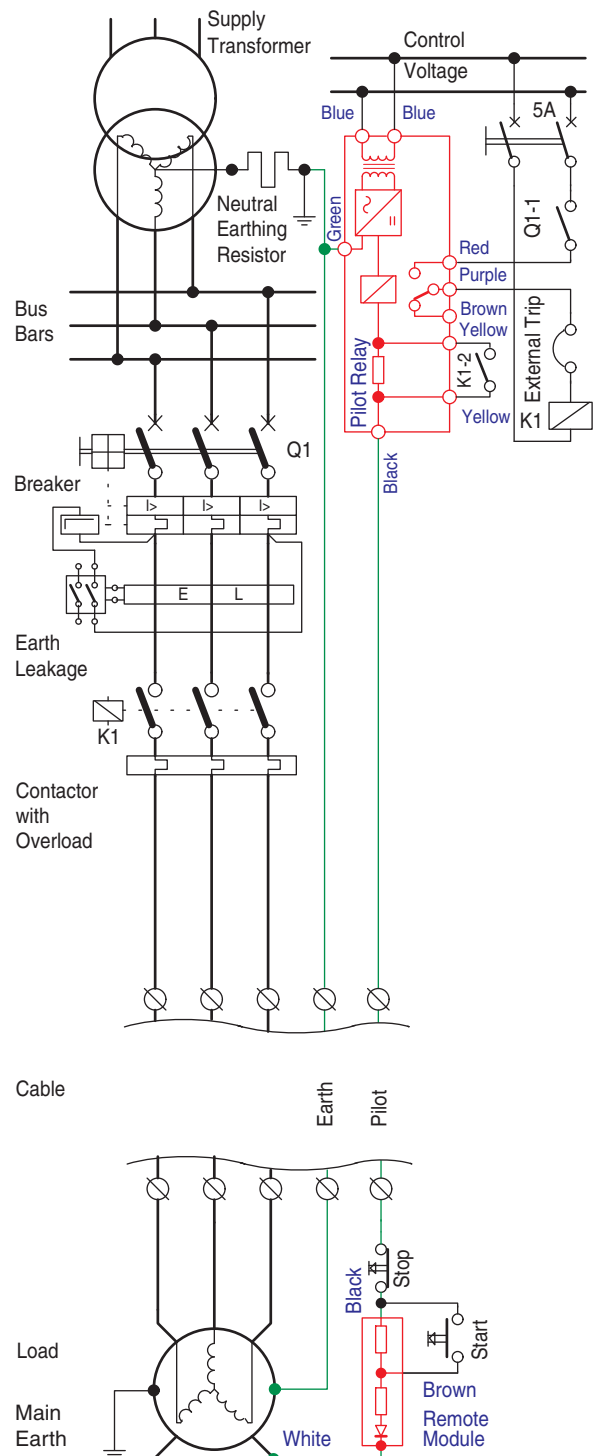 Supply
Transformer
Control
Voltage
5A
Blue
Blue
Neutral
Earthing
Resistor
Green
Q1-1
Red
Purple
Brown
Yellow
Bus
Bars
Pilot Relay
K1-2
External Trip
Yellow
K1
Q1
Black
Breaker
I>
I>
I>
E L
Earth
Leakage
K1
Contactor
with
Overload
Cable
Earth
Pilot
Black
Stop
Start
Load
Brown
Main
Earth
White
Remote
Module